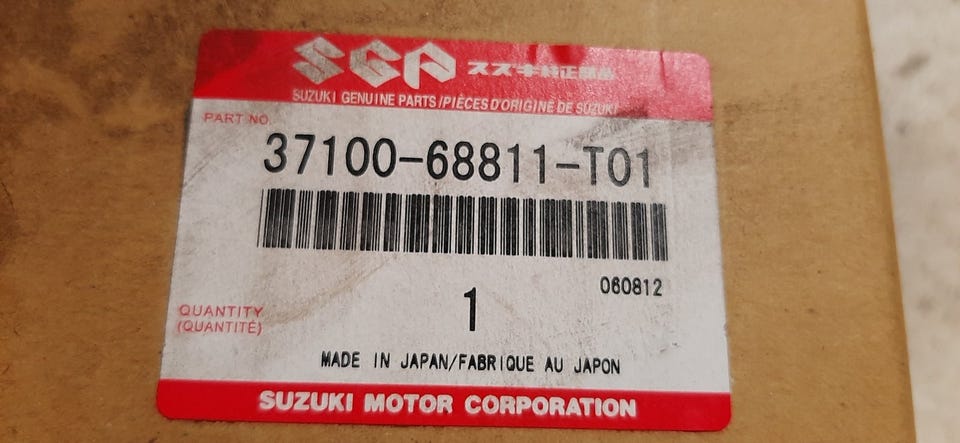 SGP スズキ純正部品
SUZUKI GENUINE PARTS/PIÈCES D'ORIGINE DE SUZUKI
PART NO.
37100-68811-T01
060812
QUANTITY 1
(QUANTITÉ)
MADE IN JAPAN/FABRIQUE AU JAPON
SUZUKI MOTOR CORPORATION